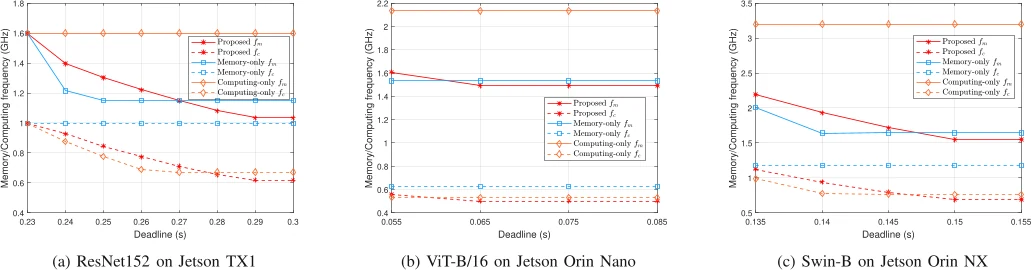 Memory/Computing frequency (GHz)
1.8
1.6
1.4
1.2
1
0.8
0.6
0.4
0.23 0.24 0.25 0.26 0.27 0.28 0.29 0.3
Deadline (s)
Proposed fm
Proposed fc
Memory-only fm
Memory-only fc
Computing-only fm
Computing-only fc
(a) ResNet152 on Jetson TX1
Memory/Computing frequency (GHz)
2.2
2
1.8
1.6
1.4
1.2
1
0.8
0.6
0.4
0.055 0.065 0.075 0.085
Deadline (s)
Proposed fm
Proposed fc
Memory-only fm
Memory-only fc
Computing-only fm
Computing-only fc
(b) ViT-B/16 on Jetson Orin Nano
Memory/Computing frequency (GHz)
3.5
3
2.5
2
1.5
1
0.5
0.135 0.14 0.145 0.15 0.155
Deadline (s)
Proposed fm
Proposed fc
Memory-only fm
Memory-only fc
Computing-only fm
Computing-only fc
(c) Swin-B on Jetson Orin NX